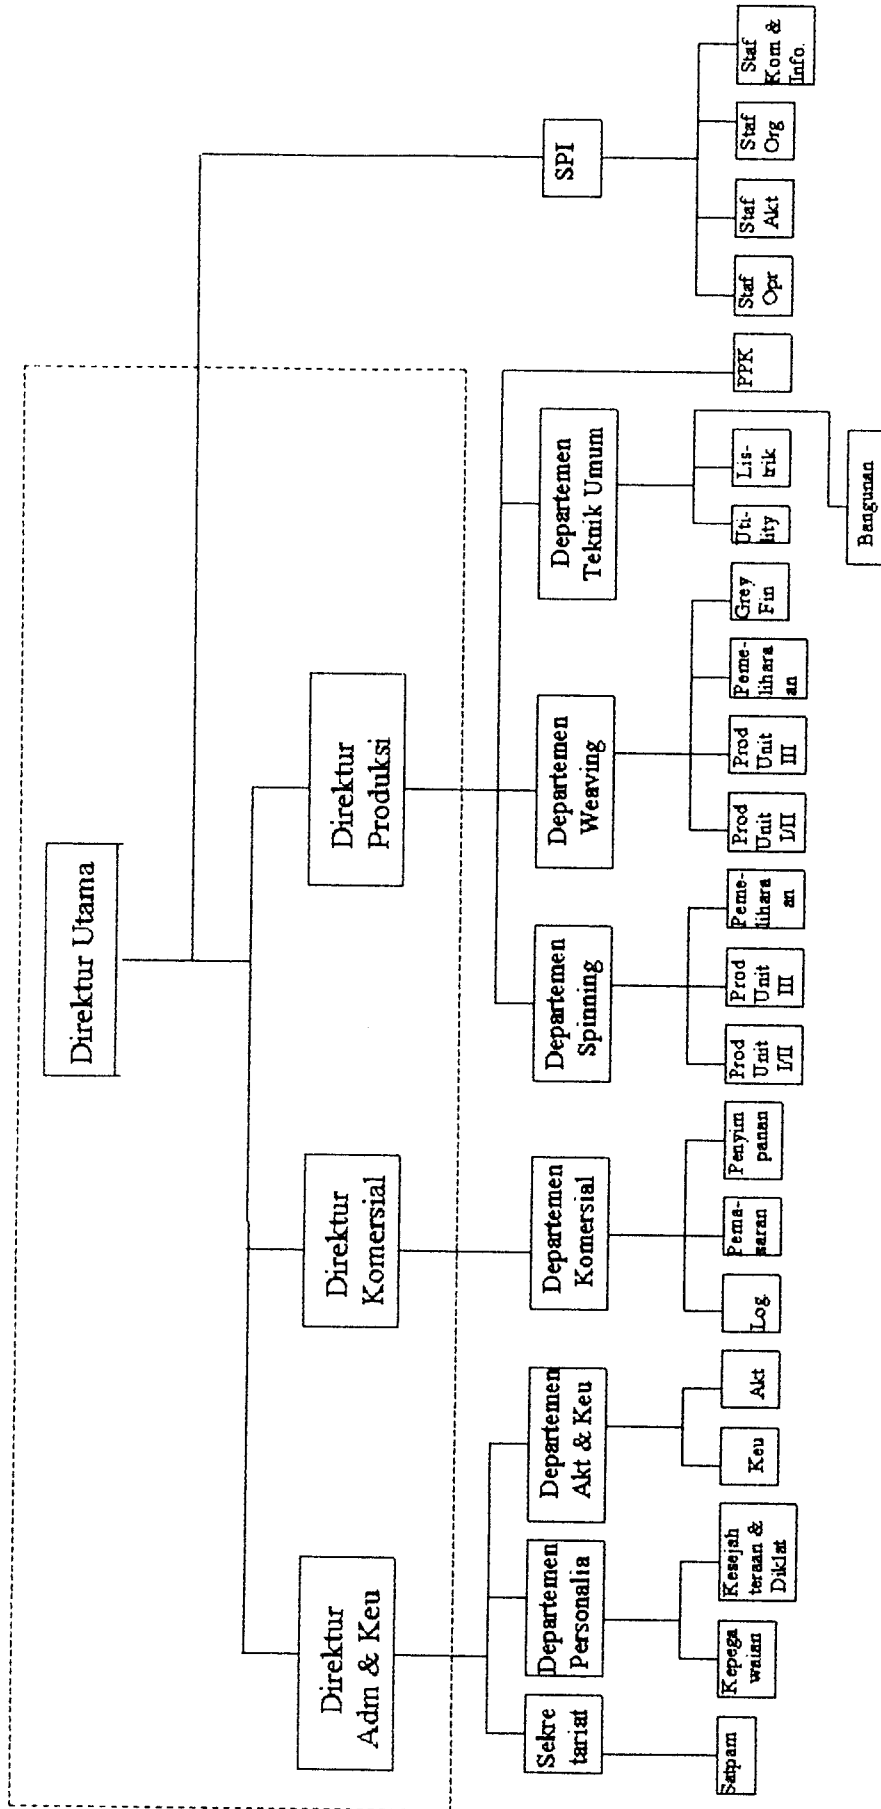 Direktur Utama
Direktur
Adm & Keu
Direktur
Komersial
Direktur
Produksi
Sekre
tariat
Departemen
Personalia
Departemen
Akt & Keu
Departemen
Komersial
Departemen
Spinning
Departemen
Weaving
Departemen
Teknik Umum
SPI
Satpam
Kepega
waian
Kesejah
teraan &
Diklat
Keu
Akt
Log.
Pema-
saran
Penyim
panan
Prod
Unit
I/II
Prod
Unit
III
Peme-
lihara
an
Prod
Unit
I/II
Prod
Unit
III
Peme-
lihara
an
Grey
Fin
Uti-
lity
Lis-
trik
Bangunan
PPK
Staf
Opr
Staf
Akt
Staf
Org
Staf
Kom &
Info.